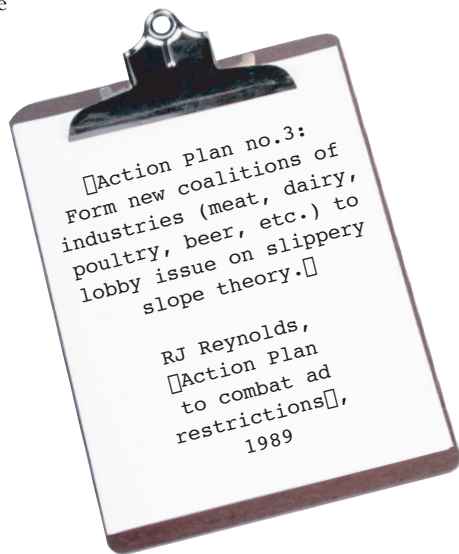 e
▯Action Plan no.3:
Form new coalitions of
industries (meat, dairy,
poultry, beer, etc.) to
lobby issue on slippery
slope theory.▯
RJ Reynolds,
▯Action Plan
to combat ad
restrictions▯,
1989